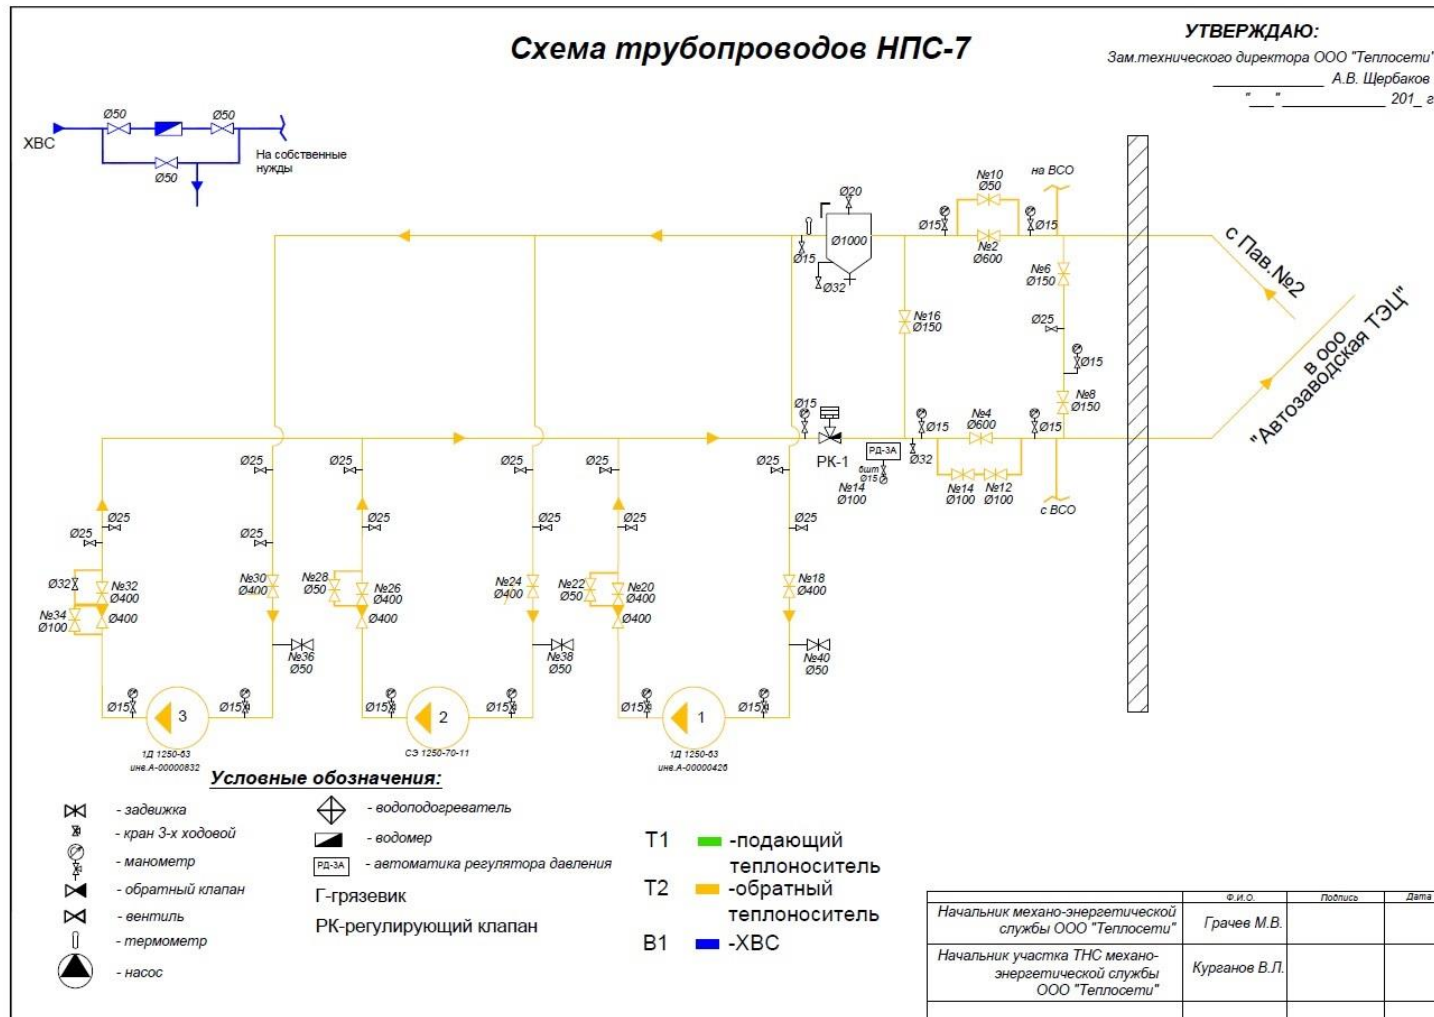 Схема трубопроводов НПС-7
УТВЕРЖДАЮ:
Зам.технического директора ООО "Теплосети"
А.В. Щербаков
"___" ____________ 201_ г
ХВС
Ø50
Ø50
Ø50
На собственные
нужды
Ø20
Ø1000
Ø15
Ø32
№10
Ø50
Ø15
Ø15
№2
Ø600
на ВСО
№6
Ø150
Ø25
Ø15
№8
Ø150
№16
Ø150
с Пав.№2
в ООО
"Автозаводская ТЭЦ"
Ø15
РК-1
РД-3А
6шт
Ø15
№14
Ø100
Ø15
Ø32
№4
Ø600
Ø15
№14
Ø100
№12
Ø100
с ВСО
Ø25
Ø25
Ø25
Ø25
Ø25
Ø25
Ø25
Ø25
Ø25
Ø25
Ø25
Ø25
Ø32
№32
Ø400
№34
Ø100
Ø400
№30
Ø400
№28
Ø50
№26
Ø400
Ø400
№24
Ø400
№22
Ø50
№20
Ø400
Ø400
№18
Ø400
№36
Ø50
№38
Ø50
№40
Ø50
Ø15
3
Ø15
Ø15
2
Ø15
Ø15
1
Ø15
1Д 1250-63
инв.А-00000832
СЭ 1250-70-11
1Д 1250-63
инв.А-00000426
Условные обозначения:
- задвижка
- кран 3-х ходовой
- манометр
- обратный клапан
- вентиль
- термометр
- насос
- водоподогреватель
- водомер
РД-3А - автоматика регулятора давления
Г-грязевик
РК-регулирующий клапан
Т1 -подающий
теплоноситель
Т2 -обратный
теплоноситель
В1 -ХВС
Ф.И.О. Подпись Дата
Начальник механо-энергетической
службы ООО "Теплосети"
Грачев М.В.
Начальник участка ТНС механо-
энергетической службы
ООО "Теплосети"
Курганов В.Л.